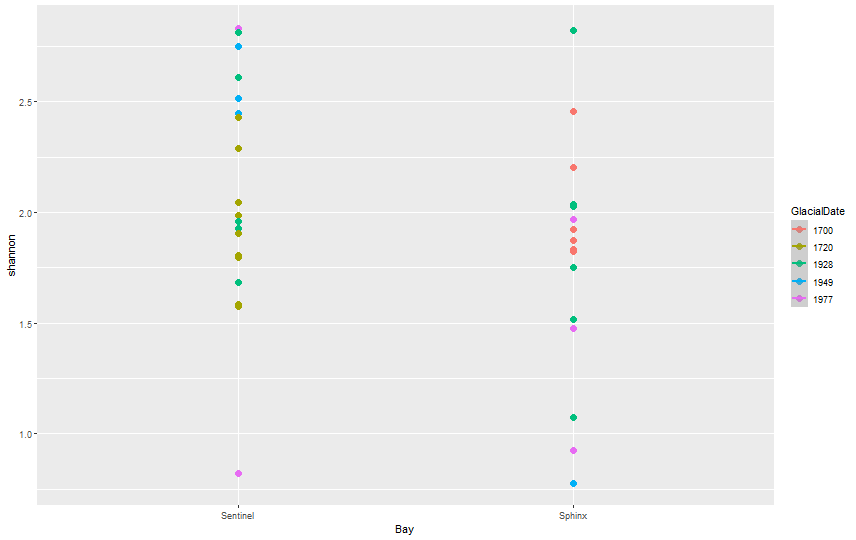 2.5
2.0
1.5
1.0
shannon
Sentinel
Sphinx
Bay
GlacialDate
1700
1720
1928
1949
1977